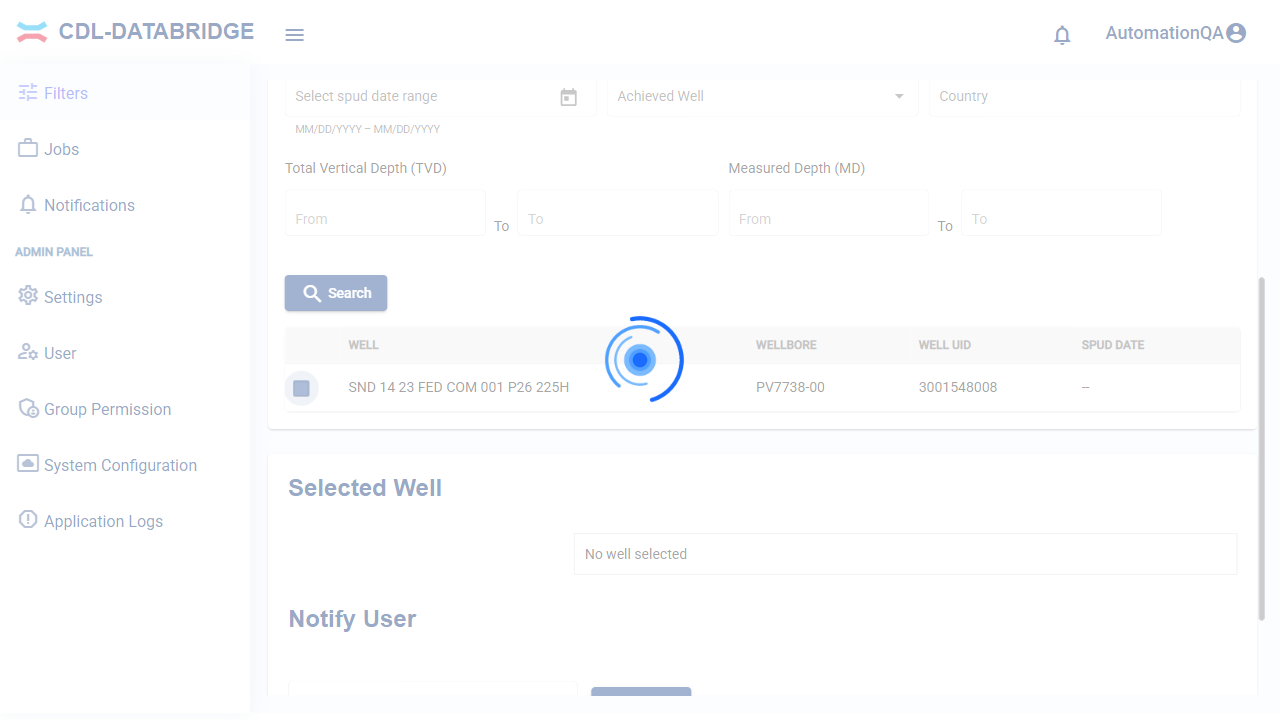 CDL-DATABRIDGE
AutomationQA
Filters
Jobs
Notifications
ADMIN PANEL
Settings
User
Group Permission
System Configuration
Application Logs
Select spud date range
Achieved Well
Country
MM/DD/YYYY – MM/DD/YYYY
Total Vertical Depth (TVD)
Measured Depth (MD)
From
To
To
From
To
To
Search
WELL WELLBORE WELL UID SPUD DATE
SND 14 23 FED COM 001 P26 225H PV7738-00 3001548008 --
Selected Well
No well selected
Notify User